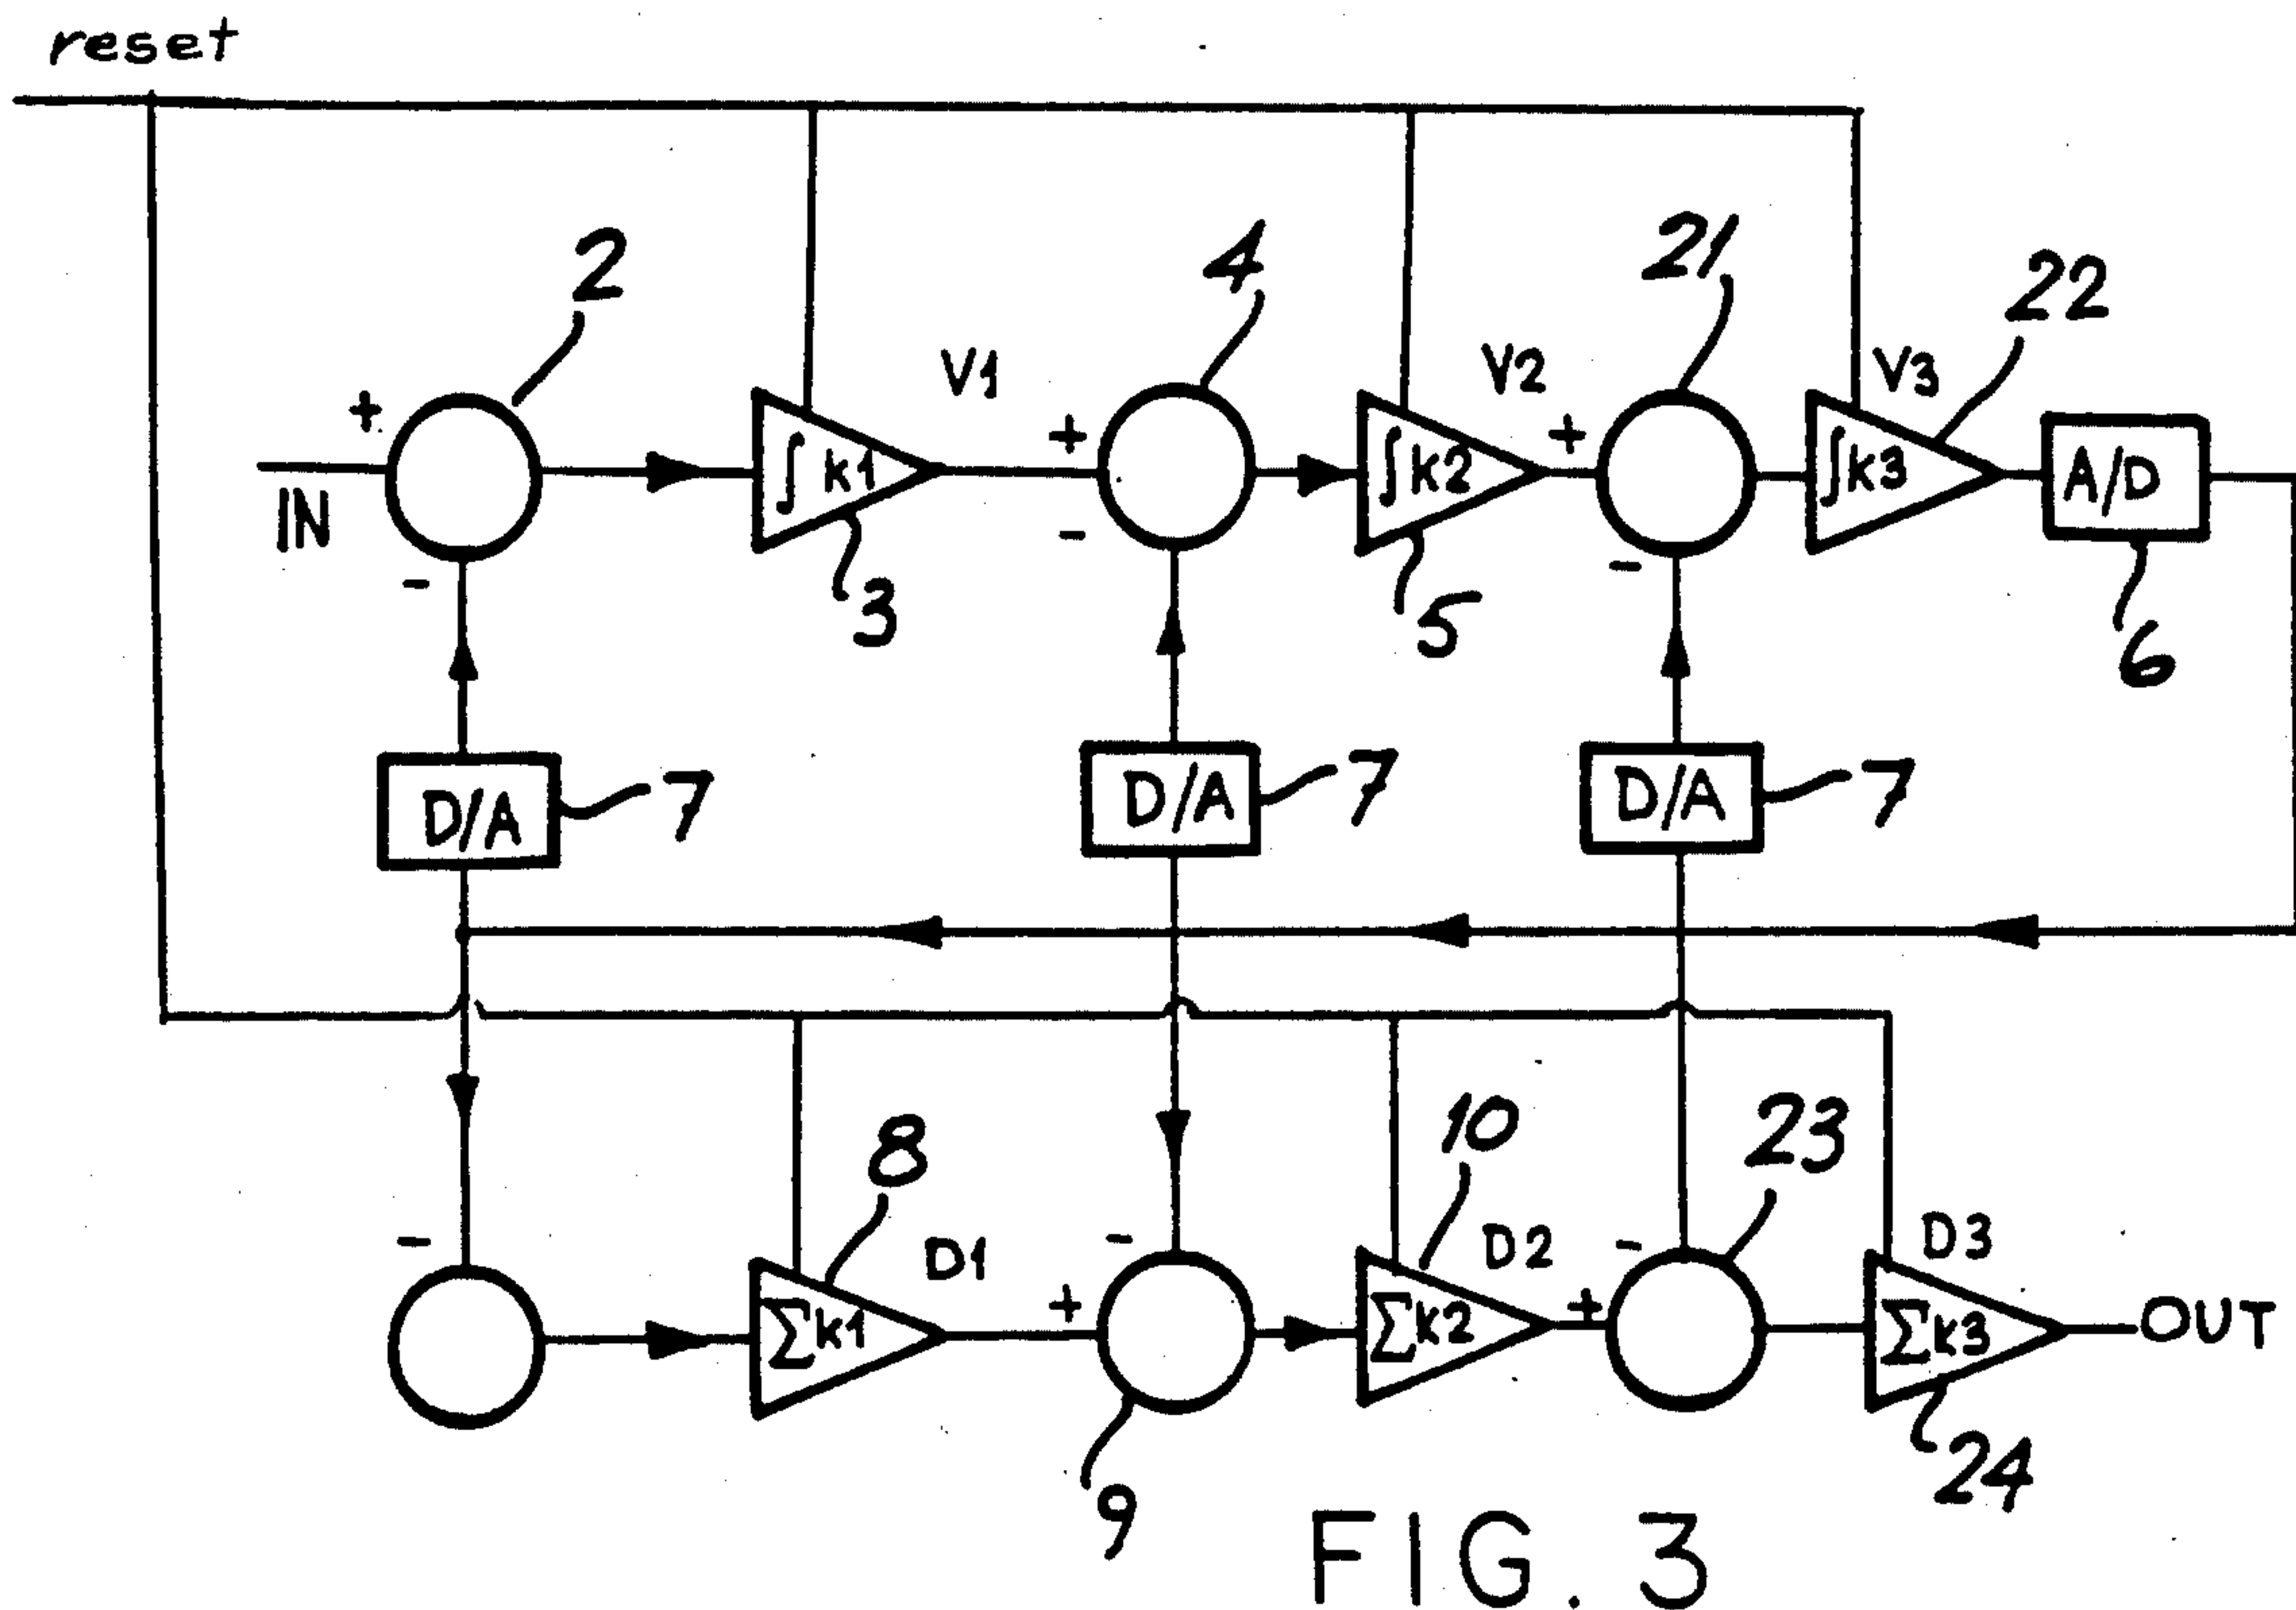 reset
2
4
21
22
V1
V2
V3
+
+
+
∫k1
∫k2
∫k3
A/D
IN
-
-
-
3
5
6
D/A
7
D/A
7
D/A
7
8
10
23
-
D1
-
D2
-
D3
+
+
Σk1
Σk2
Σk3
OUT
9
24
FIG. 3